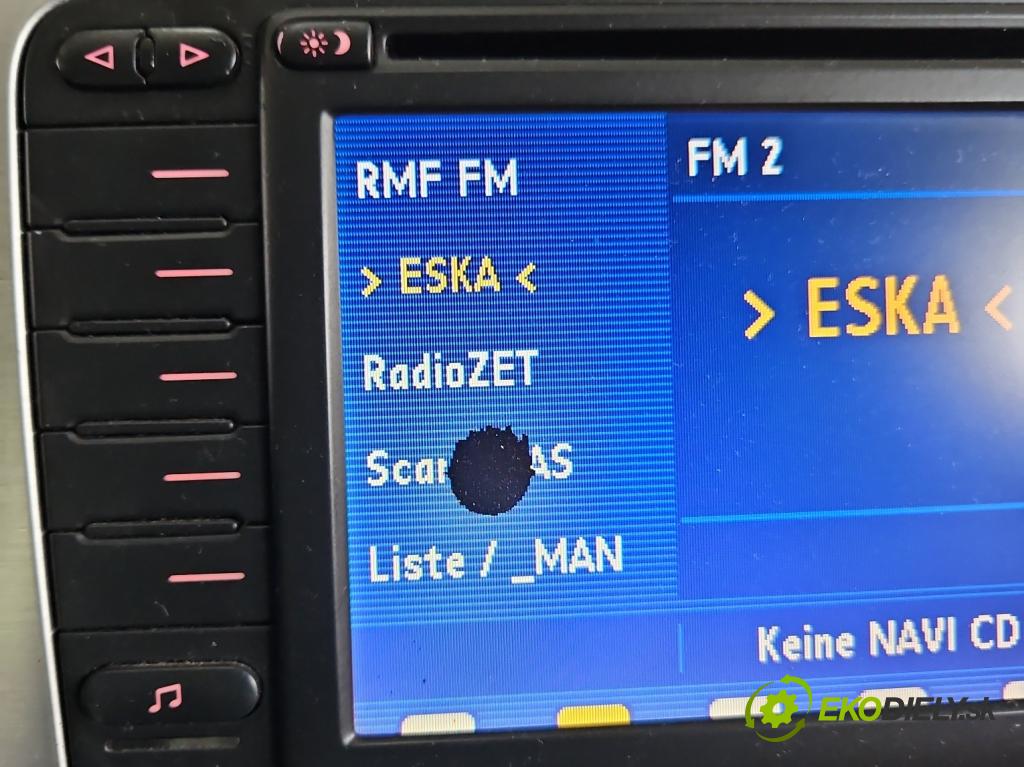 RMF FM
FM 2
> ESKA <
> ESKA <
RadioZET
Liste / _MAN
Keine NAVI CD
EKODIELY.sk